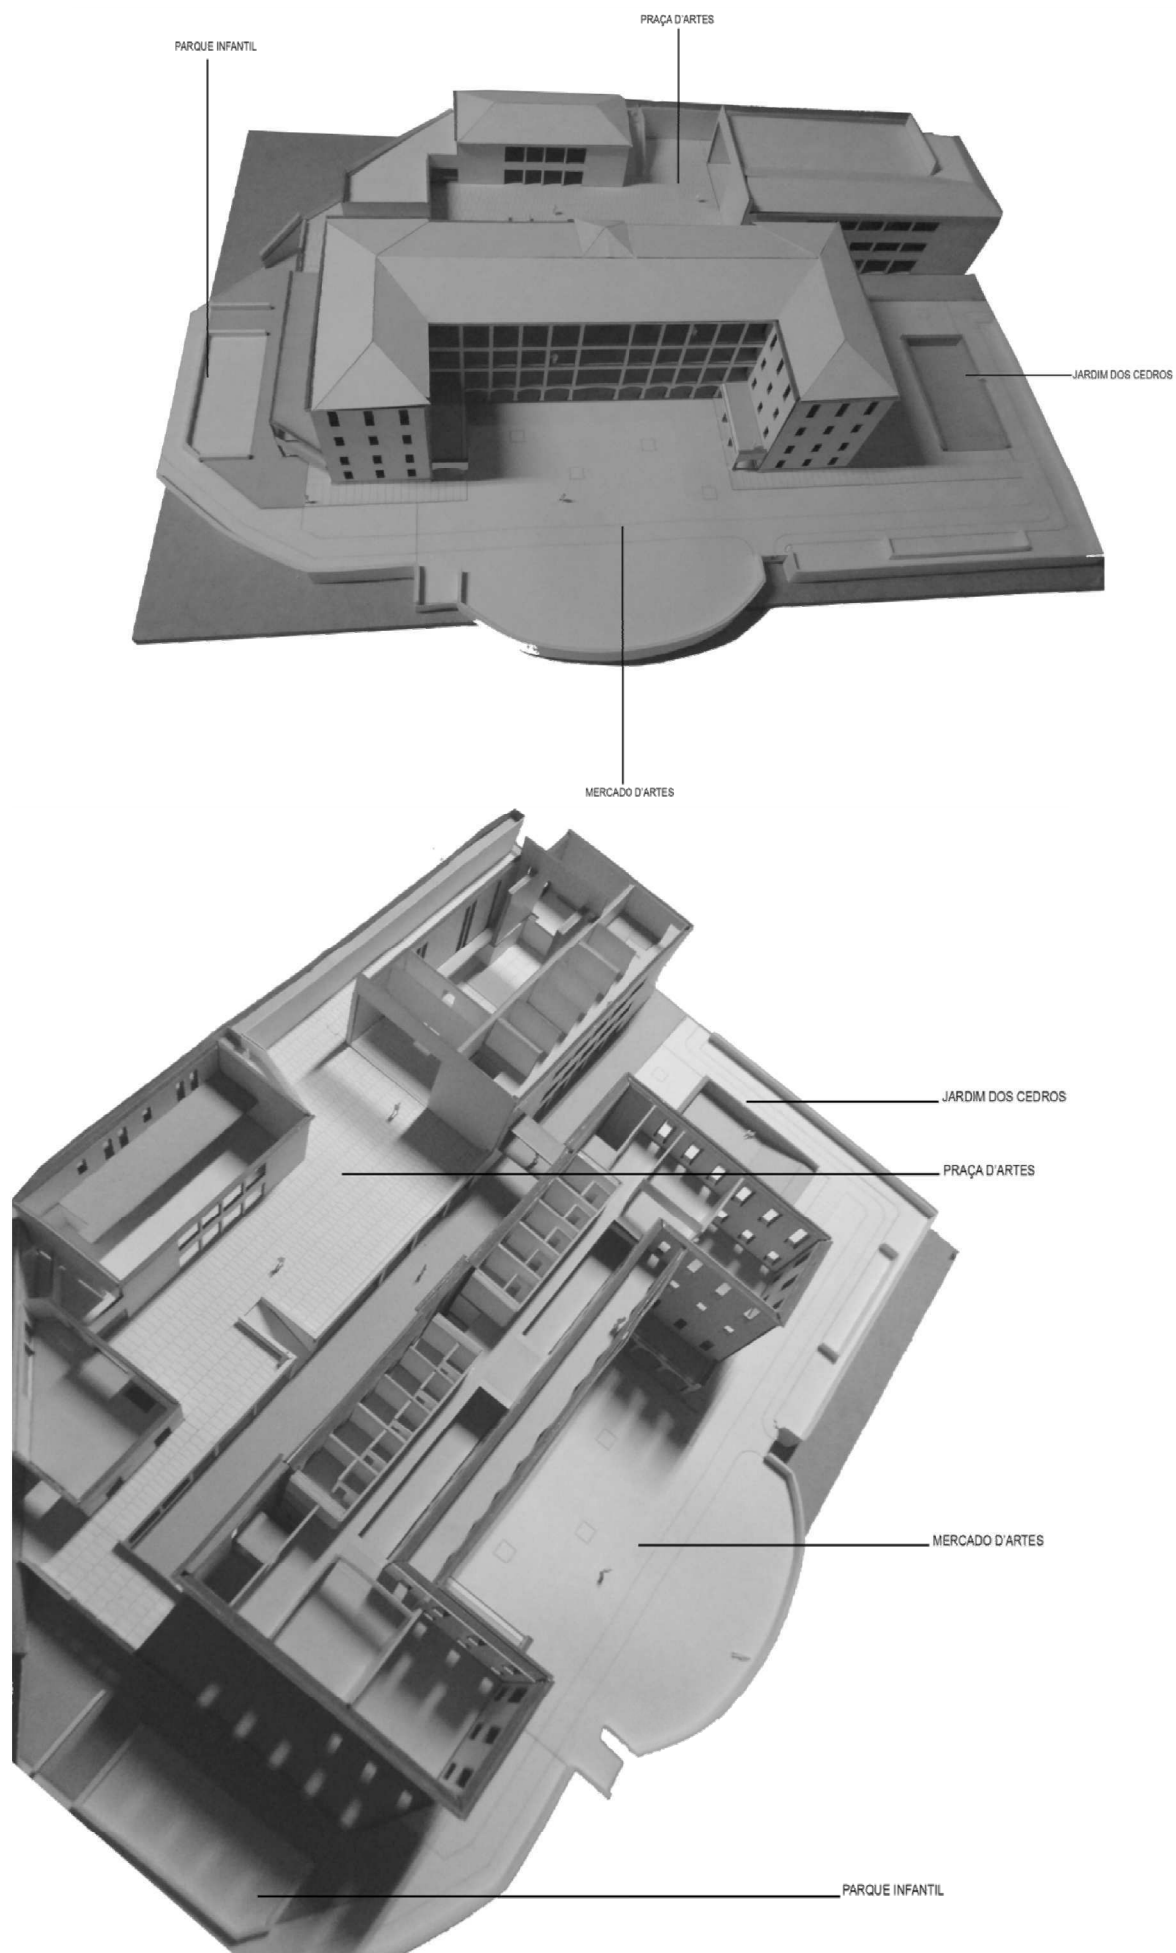 PRAÇA D'ARTES
PARQUE INFANTIL
JARDIM DOS CEDROS
MERCADO D'ARTES
JARDIM DOS CEDROS
PRAÇA D'ARTES
MERCADO D'ARTES
PARQUE INFANTIL